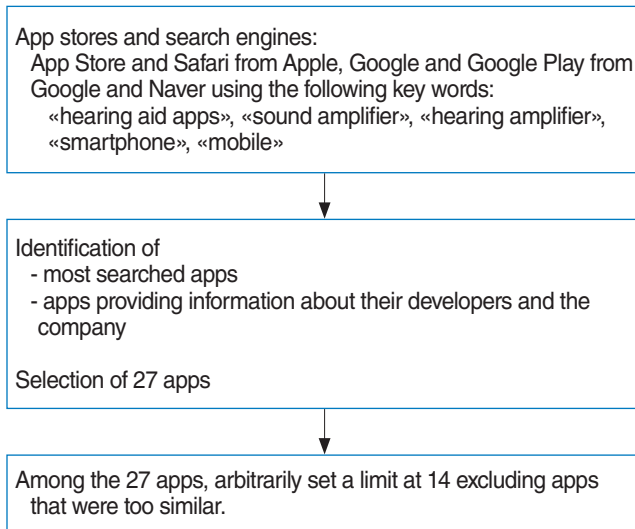 App stores and search engines:
App Store and Safari from Apple, Google and Google Play from
Google and Naver using the following key words:
«hearing aid apps», «sound amplifier», «hearing amplifier»,
«smartphone», «mobile»
Identification of
- most searched apps
- apps providing information about their developers and the
company
Selection of 27 apps
Among the 27 apps, arbitrarily set a limit at 14 excluding apps
that were too similar.